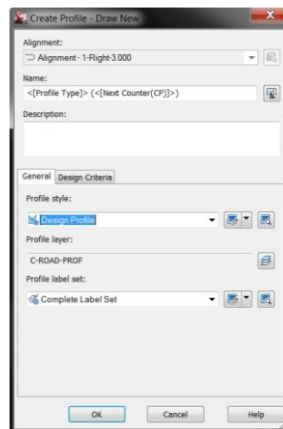 Create Profile - Draw New
Alignment:
Alignment - 1-Right-3.000
Name:
<[Profile Type]> (<[Next Counter(CP)]>)
Description:
General
Design Criteria
Profile style:
Design Profile
Profile layer:
C-ROAD-PROF
Profile label set:
Complete Label Set
OK
Cancel
Help